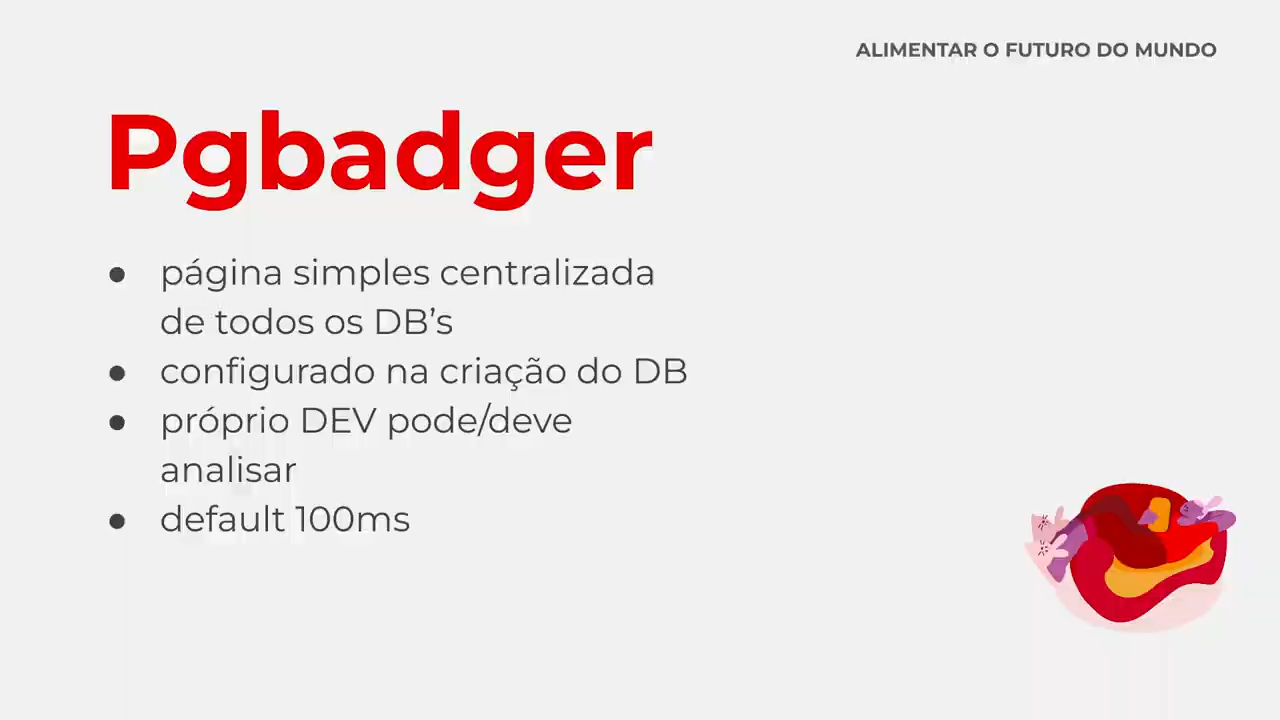 ALIMENTAR O FUTURO DO MUNDO
Pgbadger
● página simples centralizada
de todos os DB’s
● configurado na criação do DB
● próprio DEV pode/deve
analisar
● default 100ms